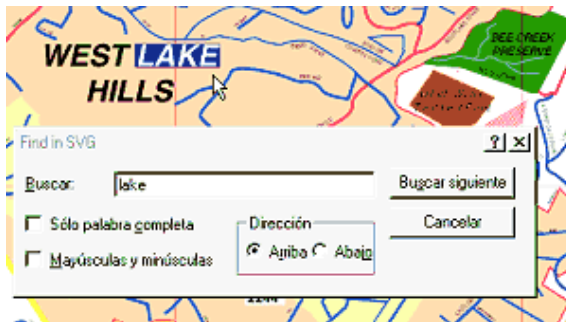 BEE CREEK
PRESERVE
WEST LAKE
HILLS
Find in SVG
Buscar:
lake
Buscar siguiente
Sólo palabra completa
Dirección
Cancelar
Mayúsculas y minúsculas
Arriba
Abajo
2244